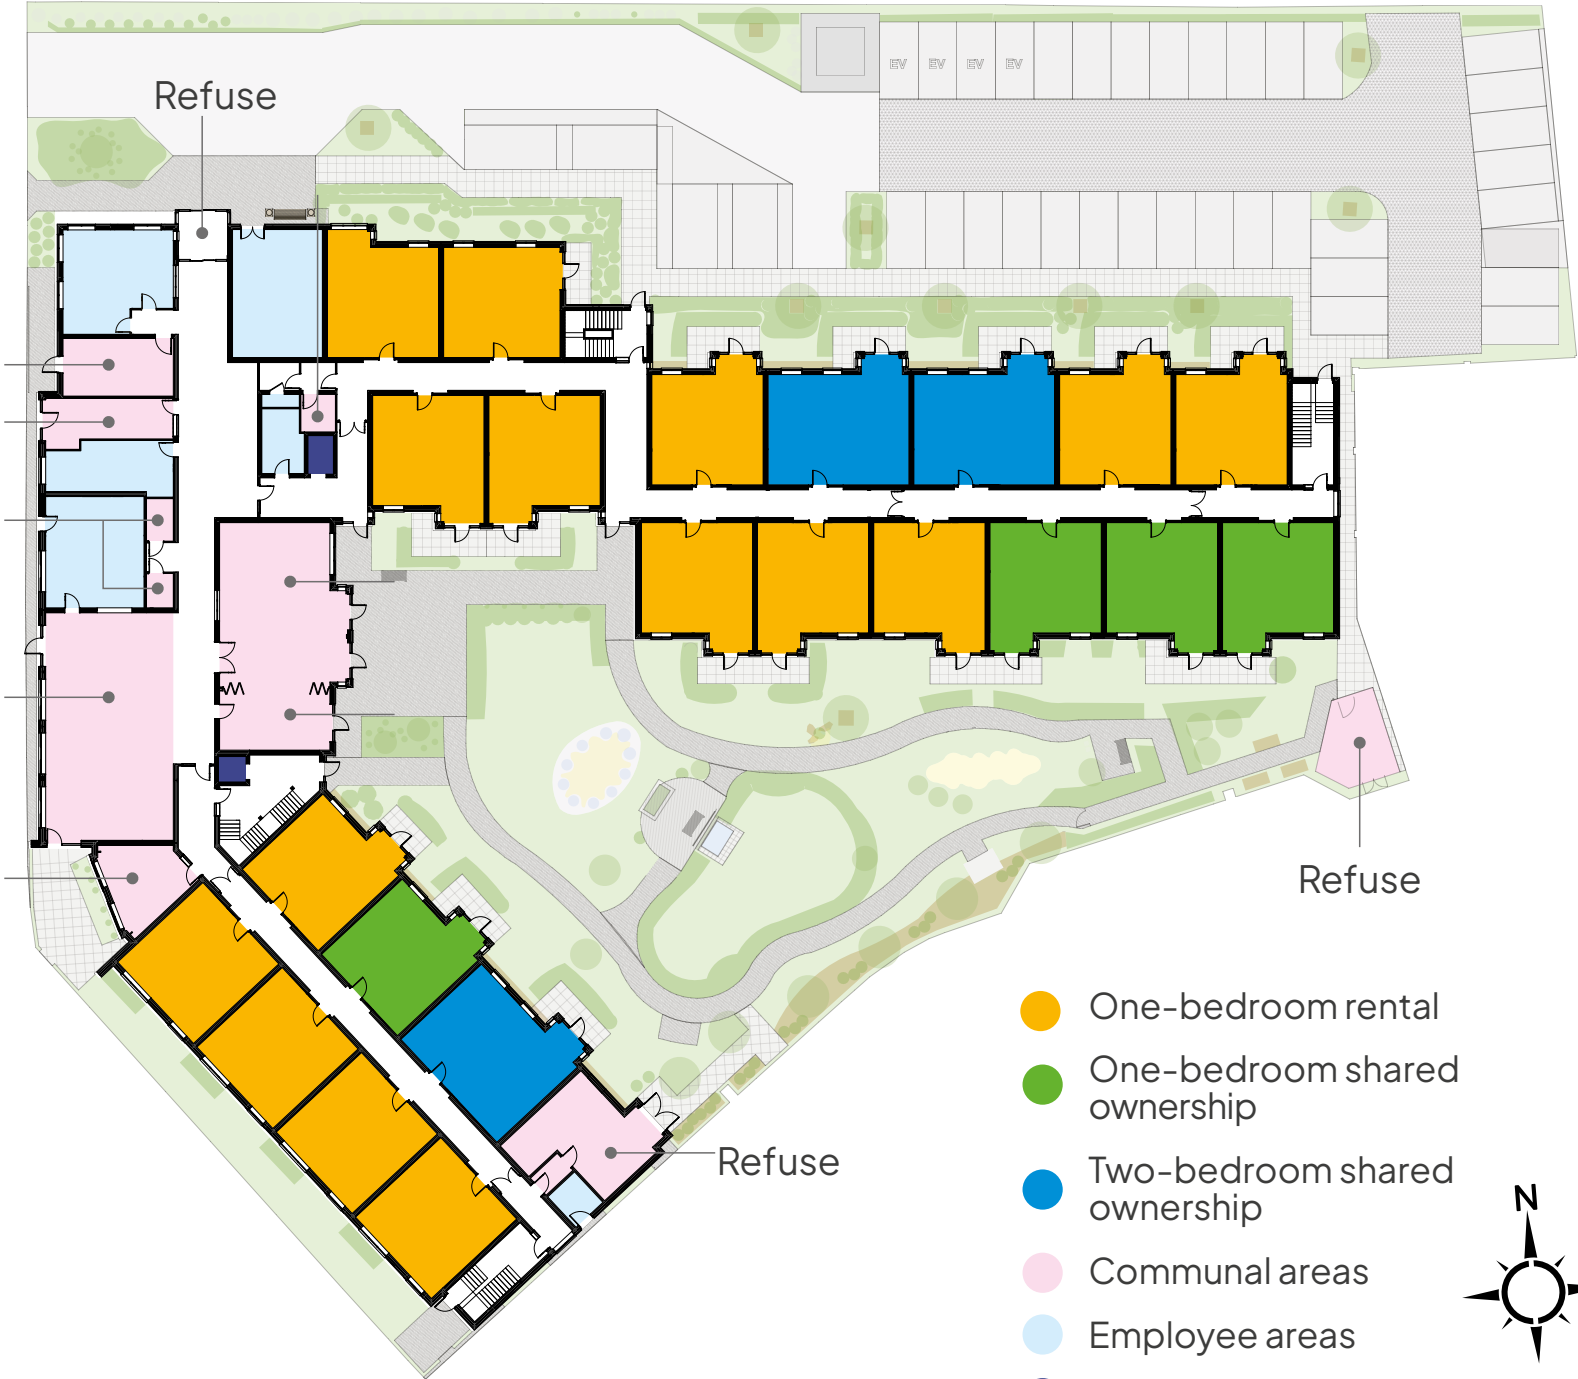 Refuse
EV EV EV EV
Refuse
Refuse
One-bedroom rental
One-bedroom shared
ownership
Two-bedroom shared
ownership
Communal areas
Employee areas
N